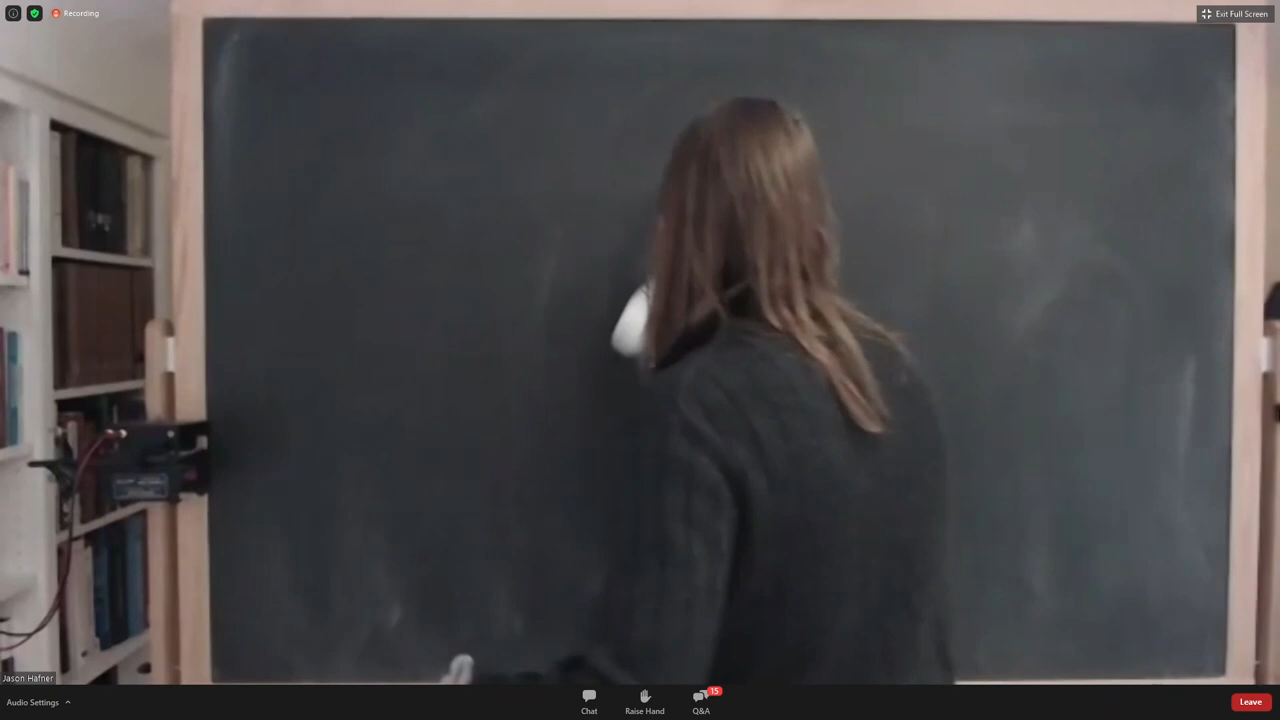 Recording
Exit Full Screen
Jason Hafner
Audio Settings
Chat
Raise Hand
15
Q&A
Leave